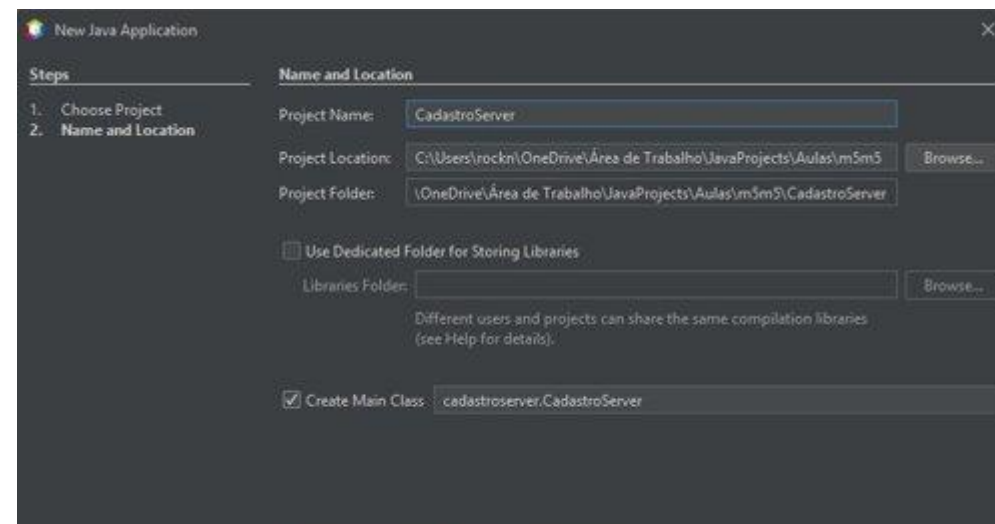 New Java Application
Steps
1. Choose Project
2. Name and Location
Name and Location
Project Name: CadastroServer
Project Location: C:\Users\rockn\OneDrive\Área de Trabalho\JavaProjects\Aulas\m5m5 Browse...
Project Folder: \OneDrive\Área de Trabalho\JavaProjects\Aulas\m5m5\CadastroServer
Use Dedicated Folder for Storing Libraries
Libraries Folder: Browse...
Different users and projects can share the same compilation libraries
(see Help for details).
Create Main Class cadastroserver.CadastroServer